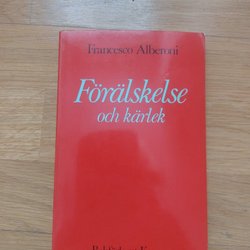 Francesco Alberoni
Förälskelse
och kärlek